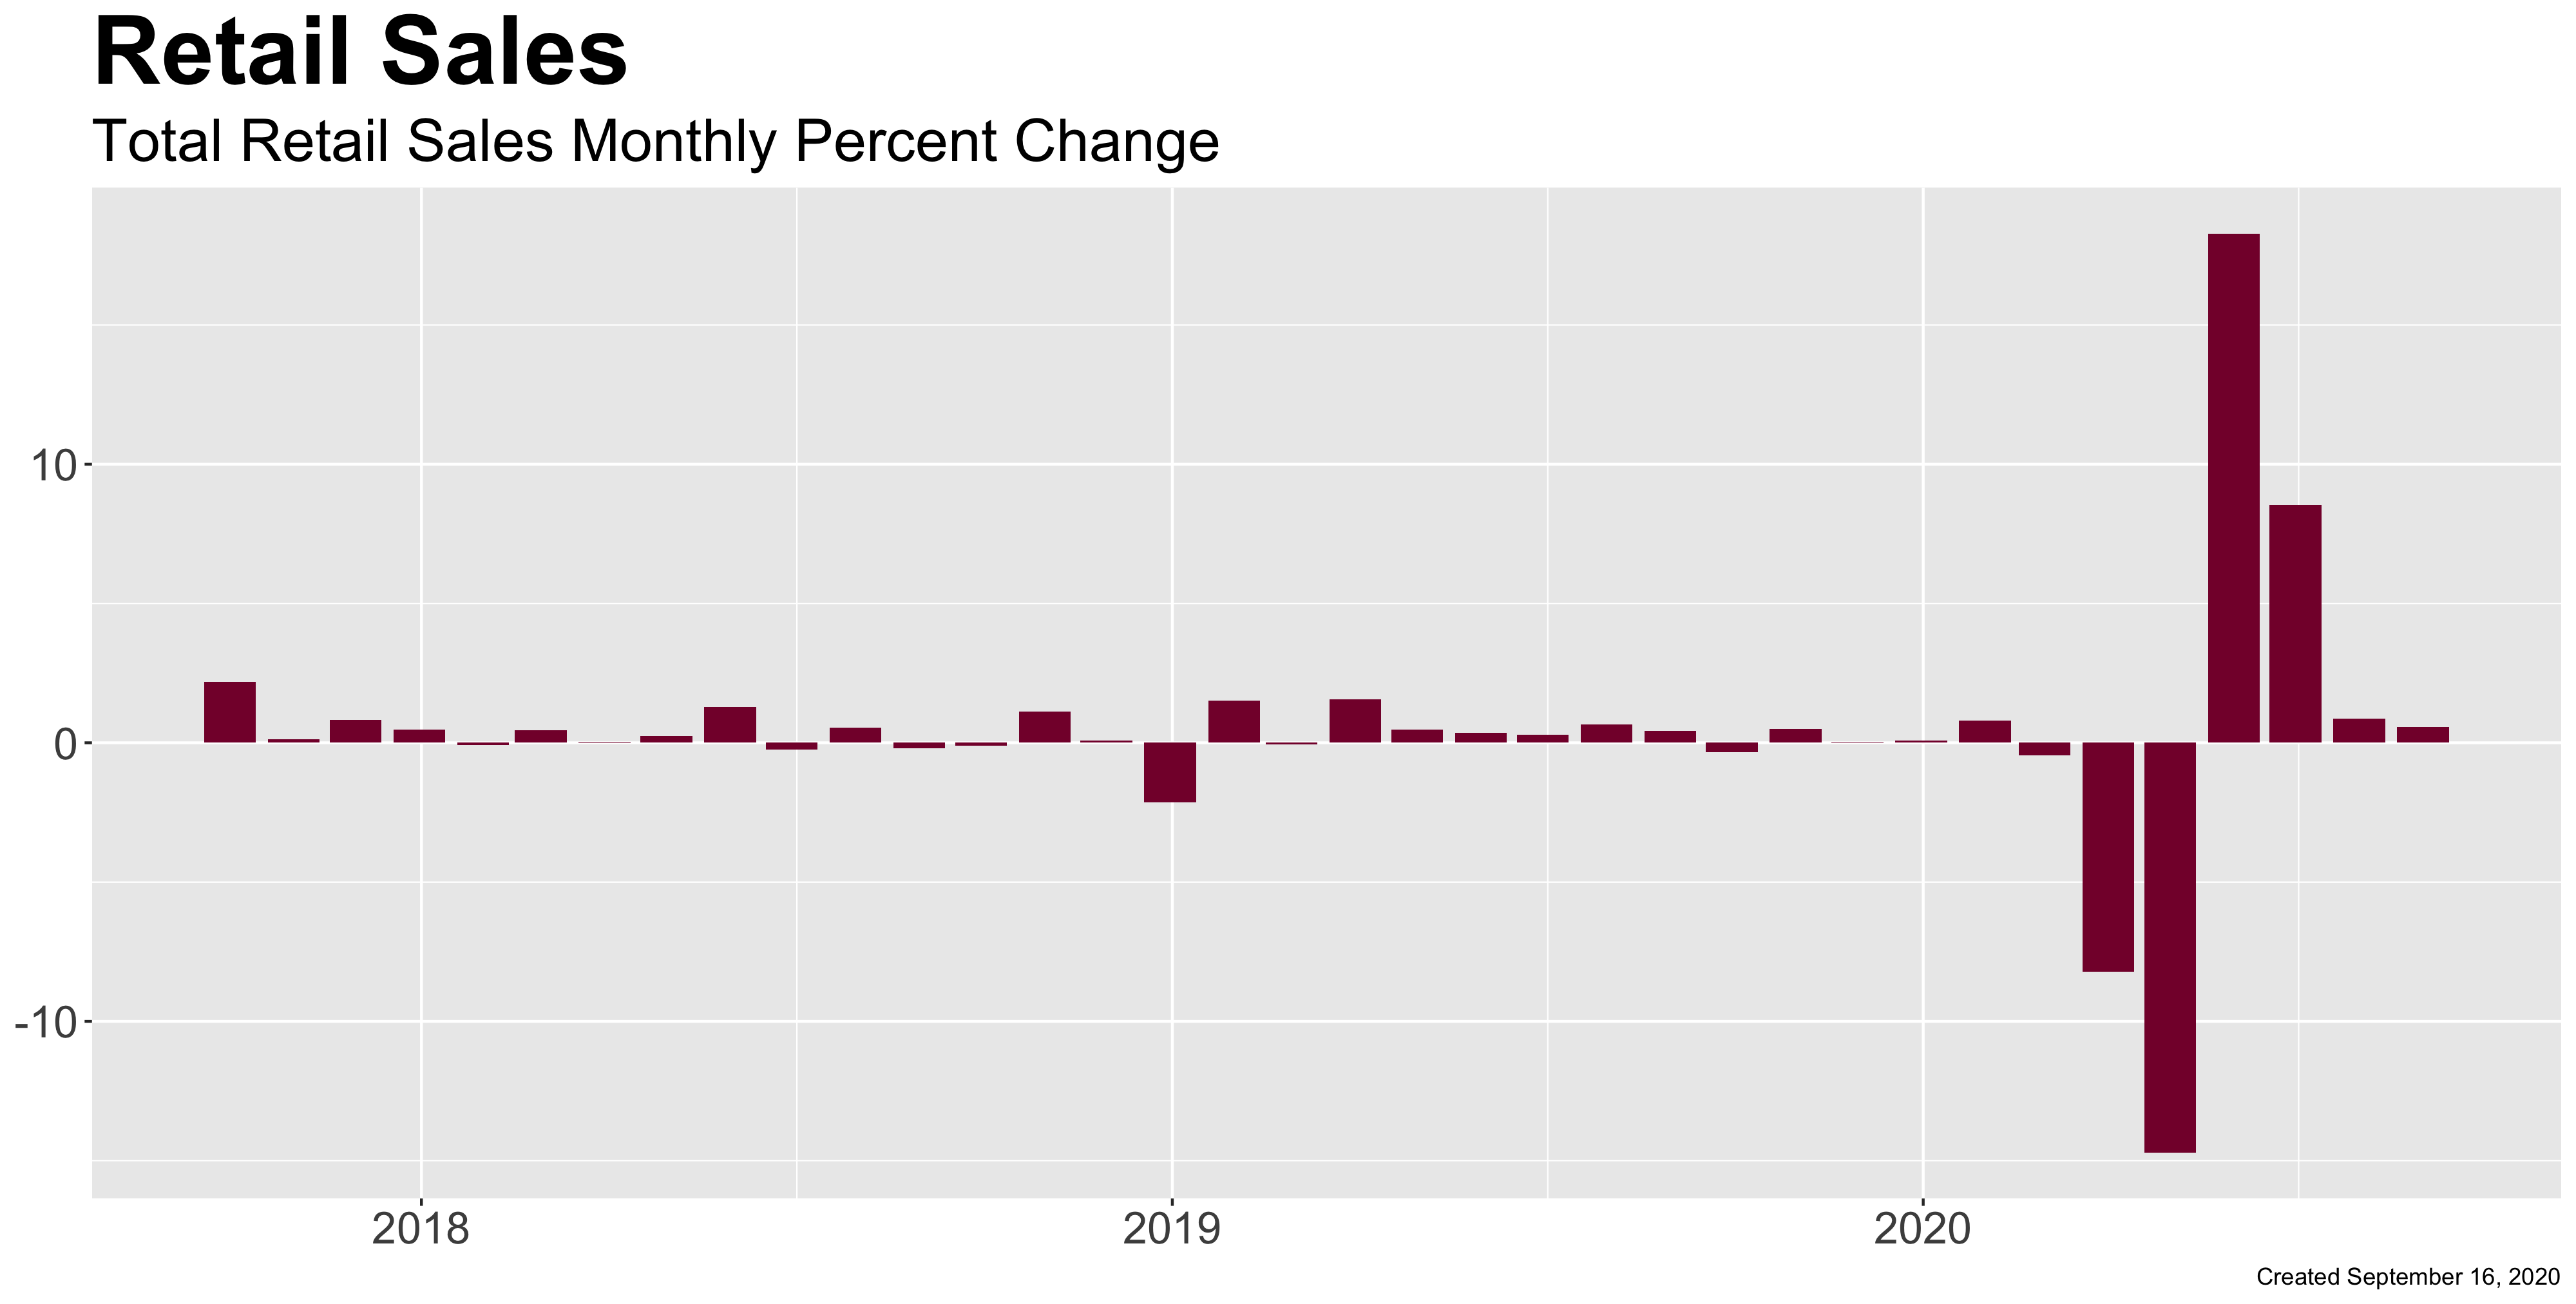 Retail Sales
Total Retail Sales Monthly Percent Change
10
0
-10
2018 2019 2020
Created September 16, 2020